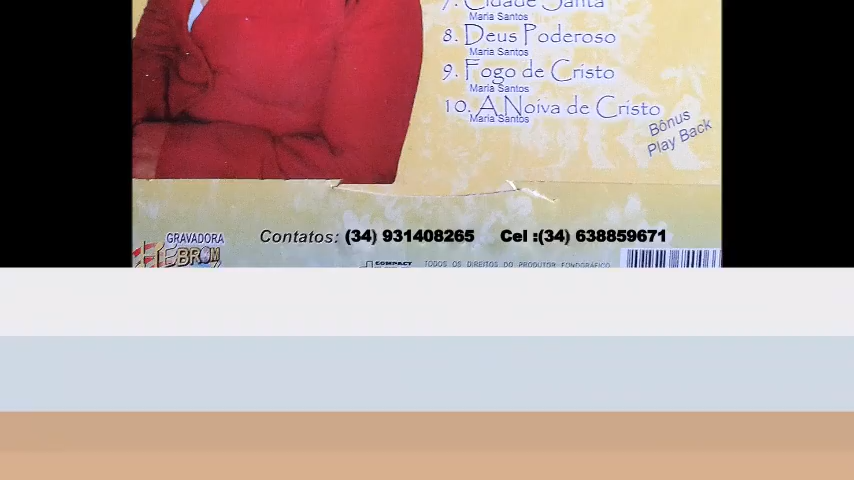 7. Cidade Santa
Maria Santos
8. Deus Poderoso
Maria Santos
9. Fogo de Cristo
Maria Santos
10. A Noiva de Cristo
Maria Santos
Bônus
Play Back
Contatos: (34) 931408265 Cel :(34) 638859671
GRAVADORA
HEBROM
COMPACT
TODOS OS DIREITOS DO PRODUTOR FONOGRÁFICO